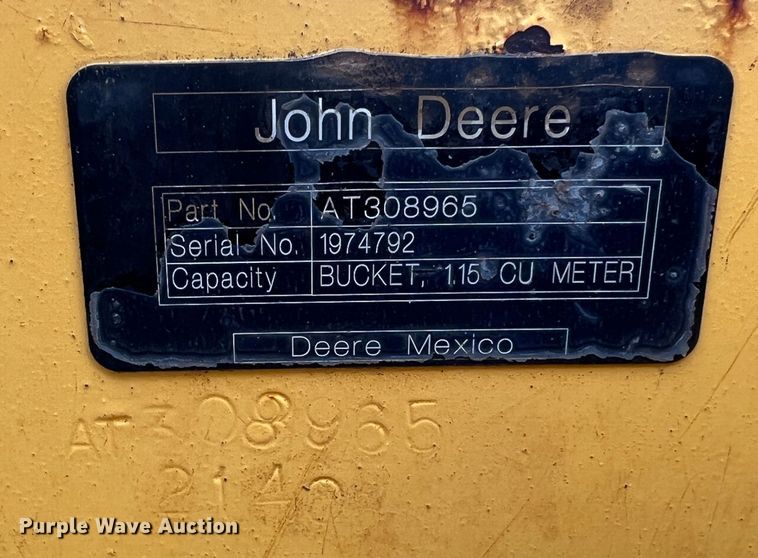 John Deere
Part No. AT308965
Serial No. 1974792
Capacity BUCKET, 1.15 CU METER
Deere Mexico
AT308965
Purple Wave Auction